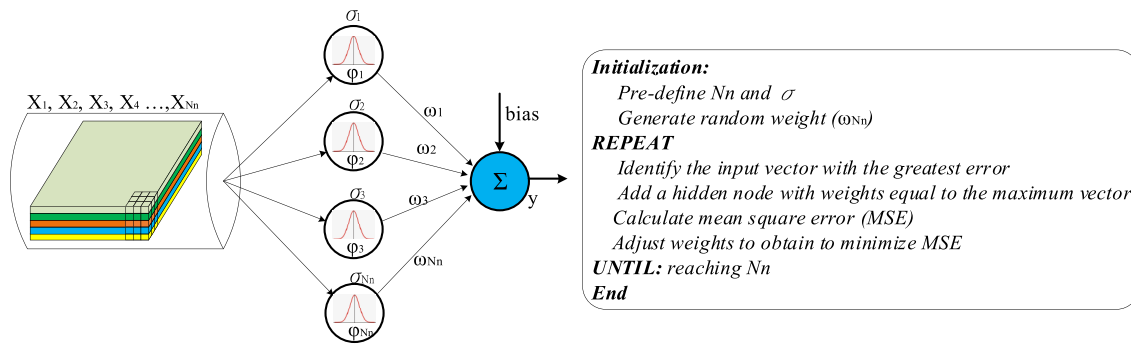 X1, X2, X3, X4 ...,XNn
σ1
φ1
σ2
φ2
σ3
φ3
σNn
φNn
ω1
ω2
ω3
ωNn
bias
Σ
y
Initialization:
Pre-define Nn and σ
Generate random weight (ωNn)
REPEAT
Identify the input vector with the greatest error
Add a hidden node with weights equal to the maximum vector
Calculate mean square error (MSE)
Adjust weights to obtain to minimize MSE
UNTIL: reaching Nn
End